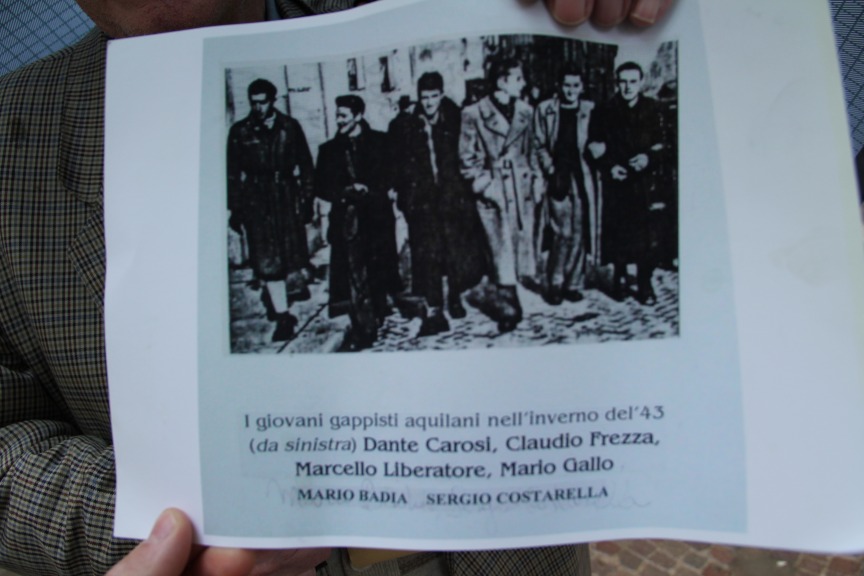 I giovani gappisti aquilani nell'inverno del'43
(da sinistra) Dante Carosi, Claudio Frezza,
Marcello Liberatore, Mario Gallo
MARIO BADIA SERGIO COSTARELLA